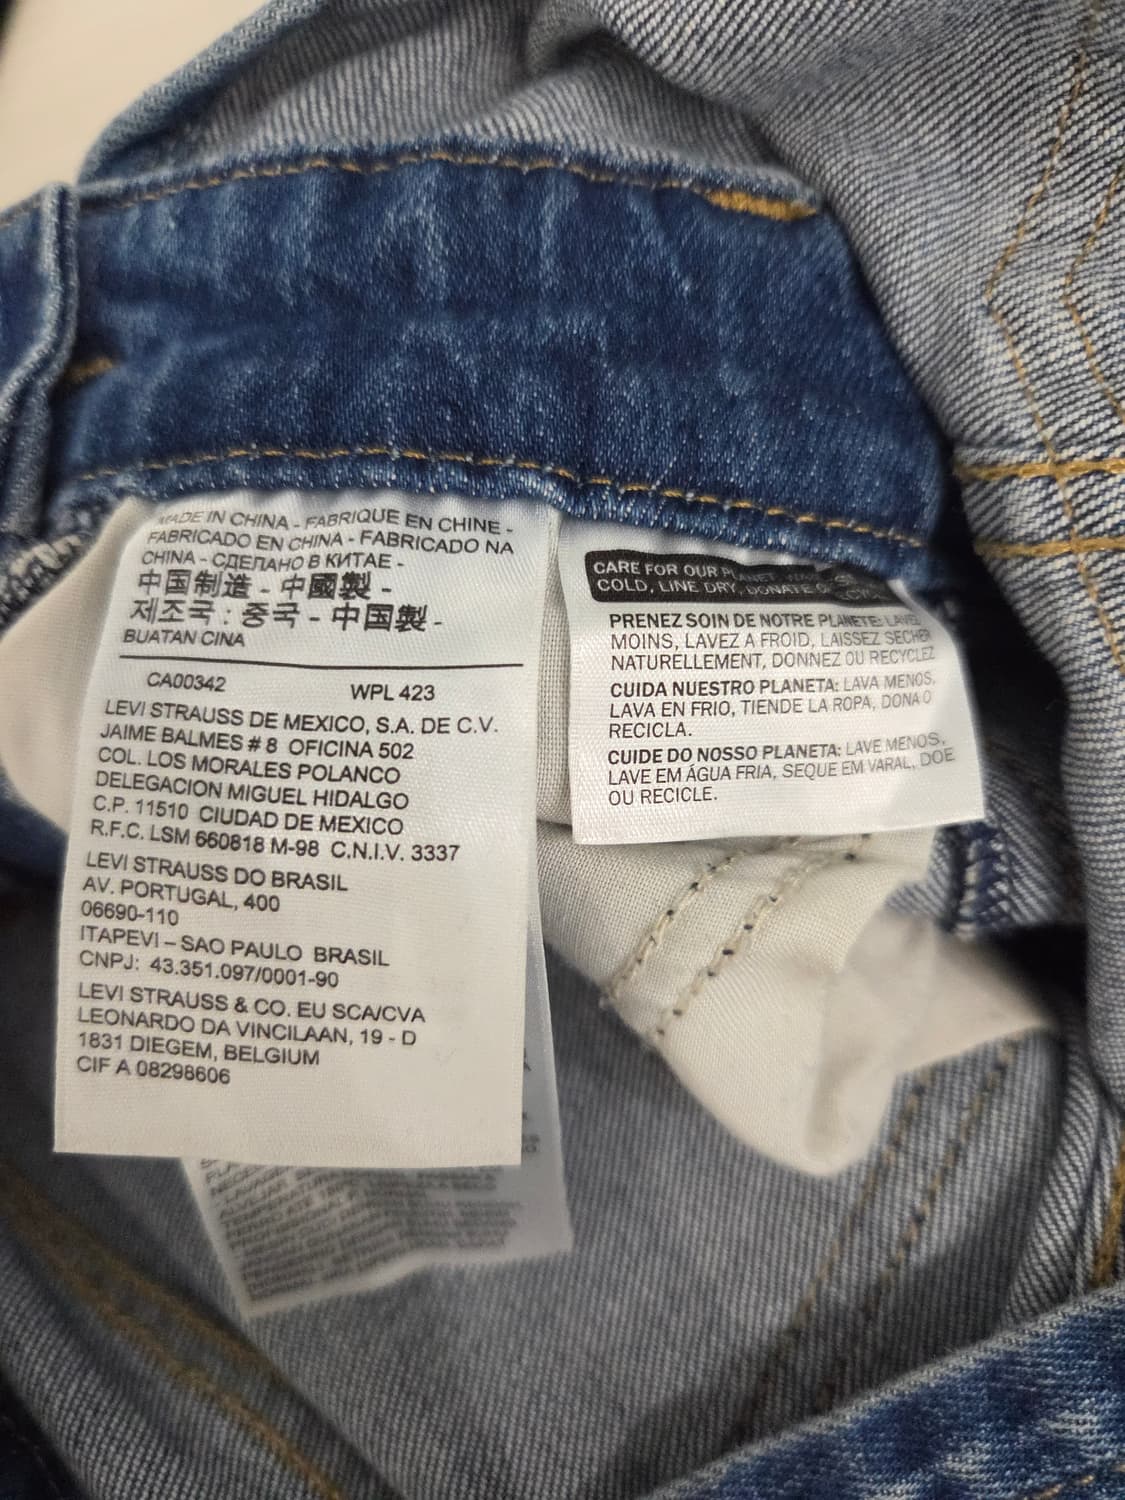 MADE IN CHINA - FABRIQUE EN CHINE -
FABRICADO EN CHINA - FABRICADO NA
CHINA - СДЕЛАНО В КИТАЕ -
中国制造 - 中國製 -
제조국 : 중국 - 中国製 -
BUATAN CINA
CA00342 WPL 423
LEVI STRAUSS DE MEXICO, S.A. DE C.V.
JAIME BALMES # 8 OFICINA 502
COL. LOS MORALES POLANCO
DELEGACION MIGUEL HIDALGO
C.P. 11510 CIUDAD DE MEXICO
R.F.C. LSM 660818 M-98 C.N.I.V. 3337
LEVI STRAUSS DO BRASIL
AV. PORTUGAL, 400
06690-110
ITAPEVI – SAO PAULO BRASIL
CNPJ: 43.351.097/0001-90
LEVI STRAUSS & CO. EU SCA/CVA
LEONARDO DA VINCILAAN, 19 - D
1831 DIEGEM, BELGIUM
CIF A 08298606
CARE FOR OUR PLANET
COLD, LINE DRY, DONATE
PRENEZ SOIN DE NOTRE PLANETE: LAVEZ
MOINS, LAVEZ A FROID, LAISSEZ SECHER
NATURELLEMENT, DONNEZ OU RECYCLEZ
CUIDA NUESTRO PLANETA: LAVA MENOS,
LAVA EN FRIO, TIENDE LA ROPA, DONA O
RECICLA.
CUIDE DO NOSSO PLANETA: LAVE MENOS,
LAVE EM ÁGUA FRIA, SEQUE EM VARAL, DOE
OU RECICLE.